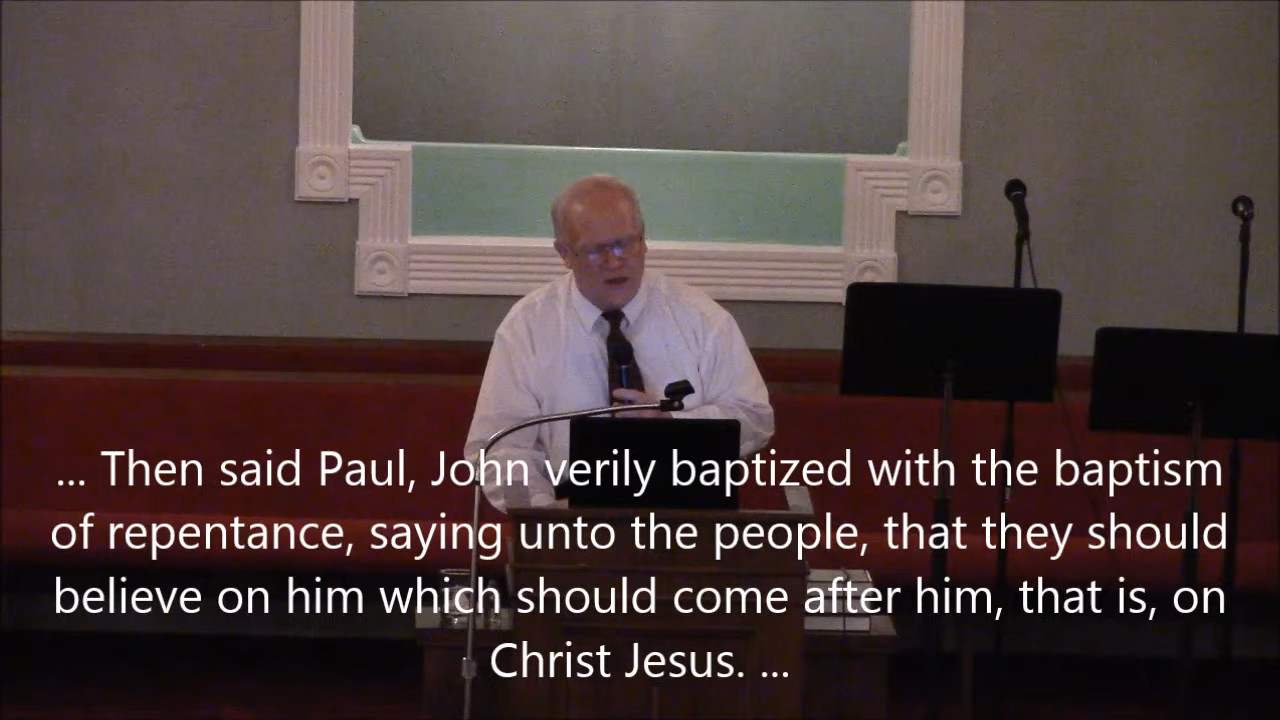 ... Then said Paul, John verily baptized with the baptism
of repentance, saying unto the people, that they should
believe on him which should come after him, that is, on
Christ Jesus. ...